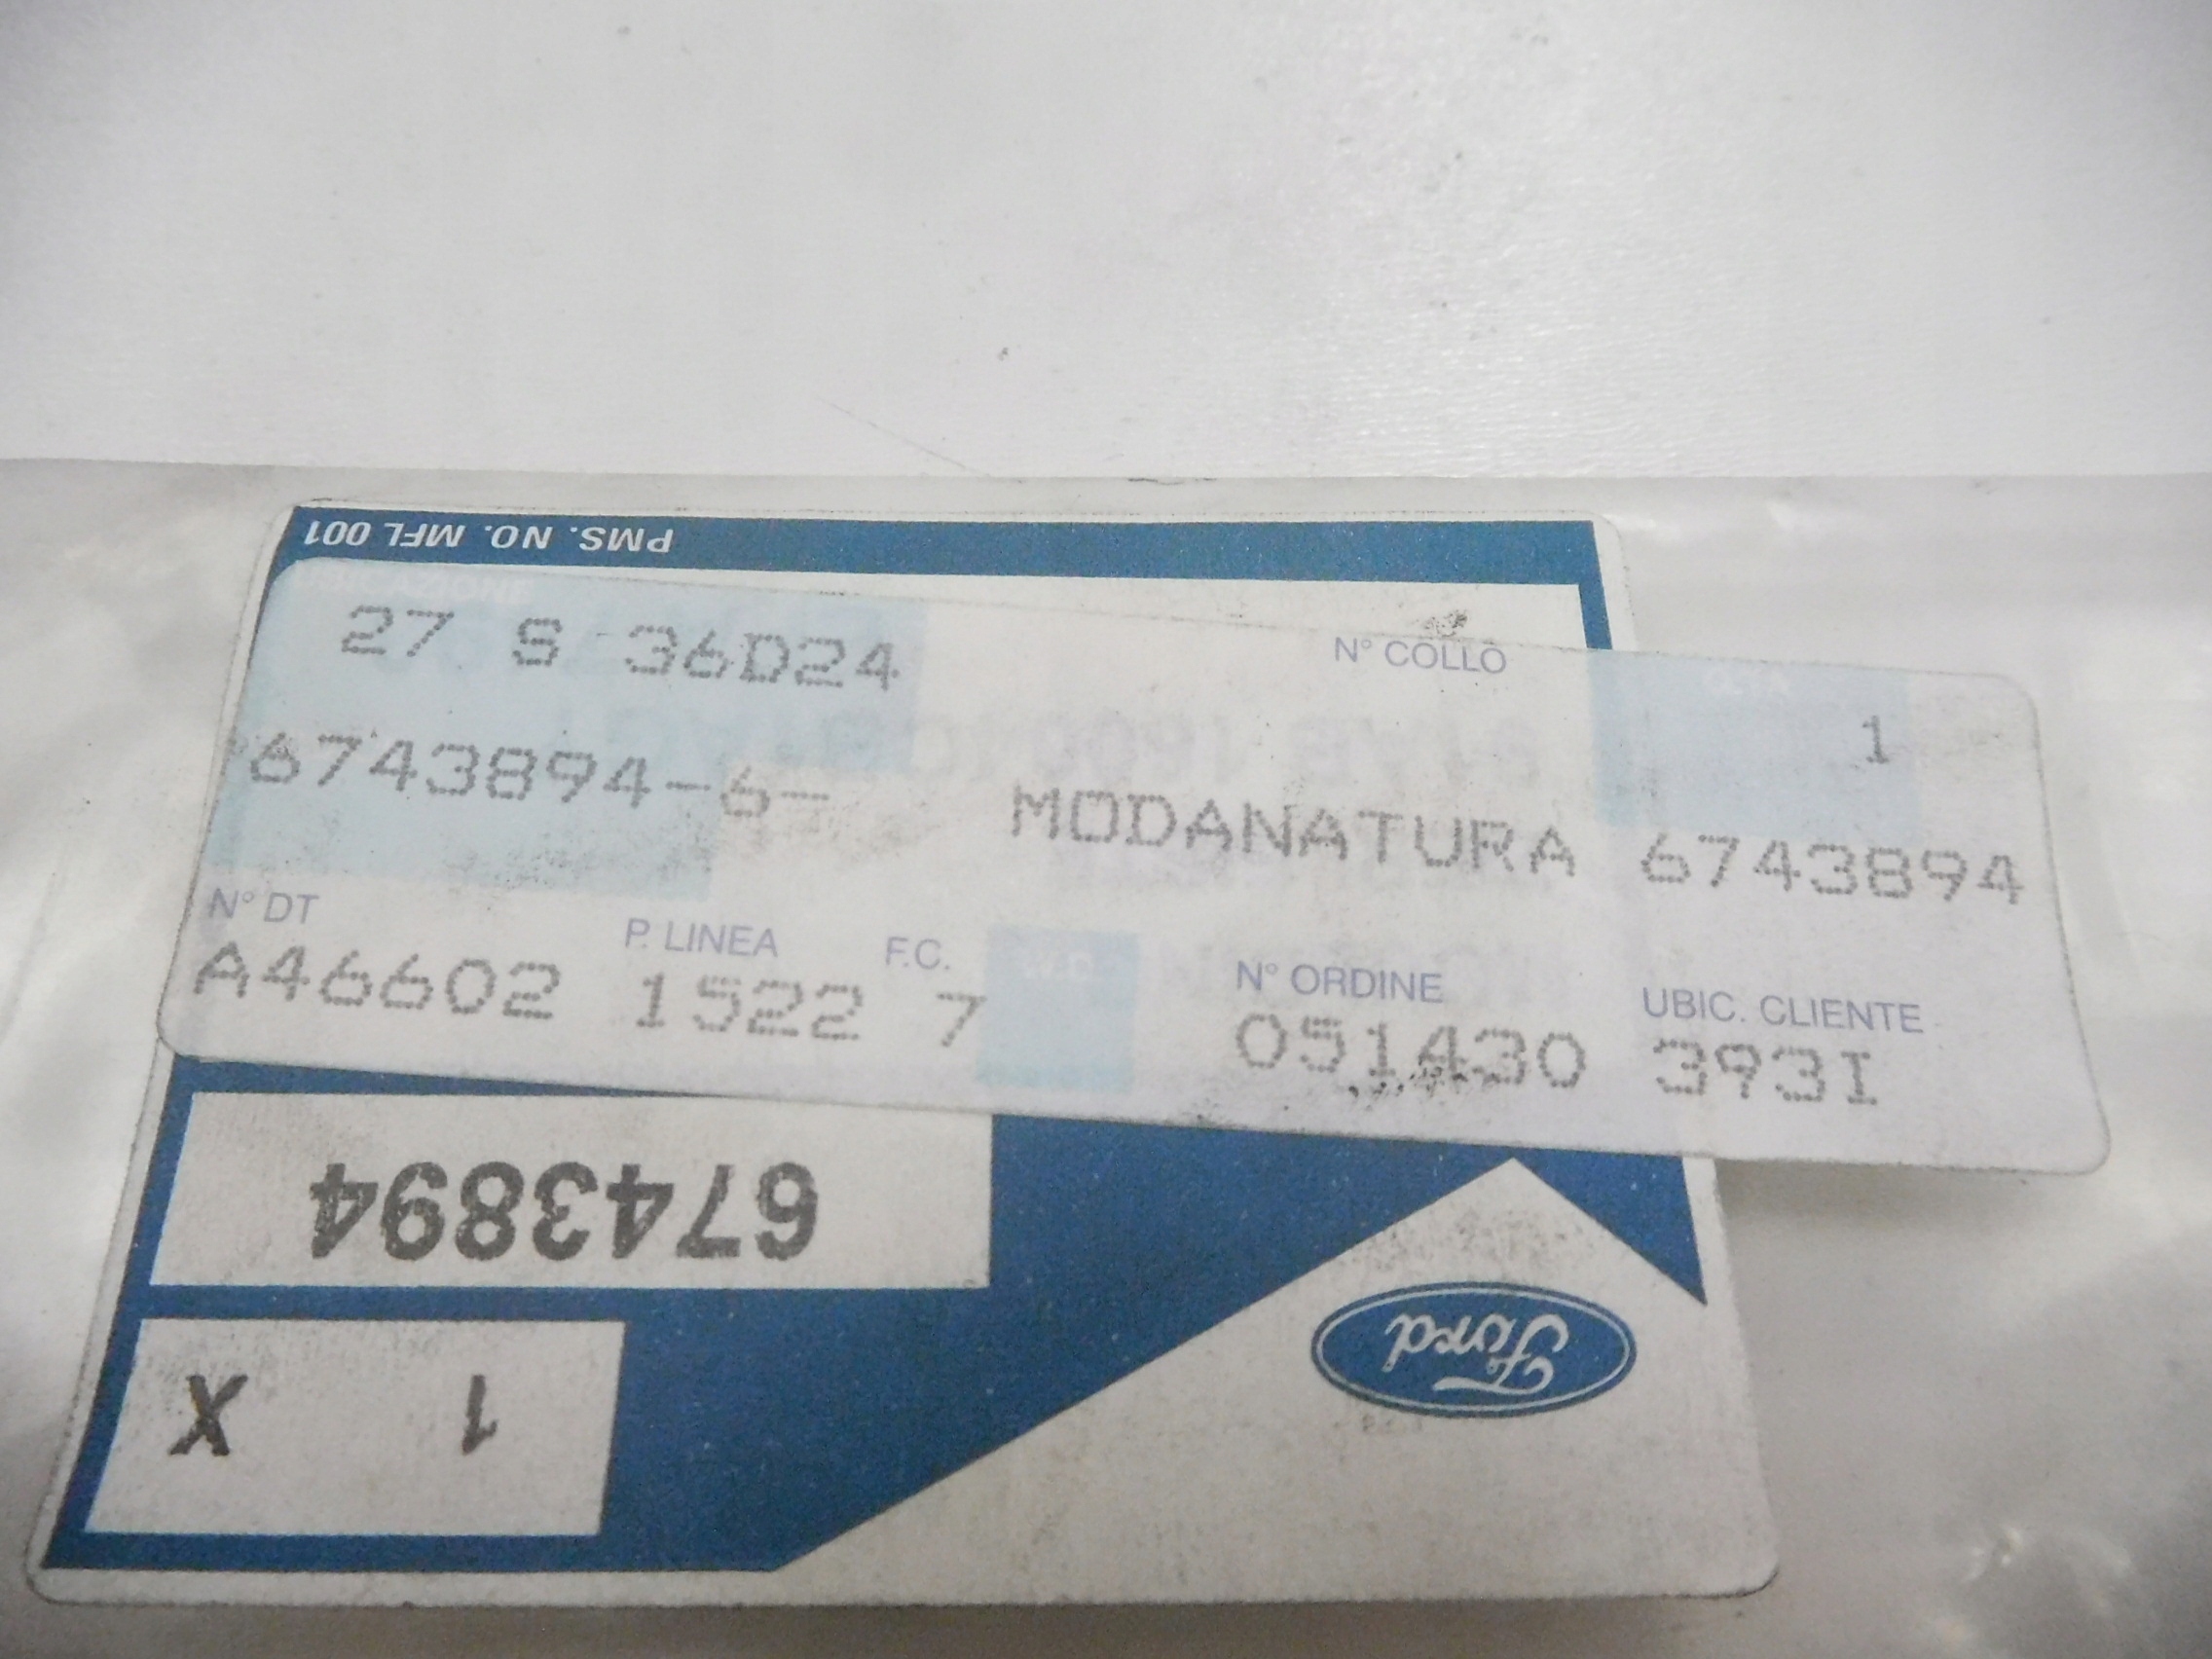 PMS. NO. MFL 001
27 S 36D24
N° COLLO
Q.TA
1
6743894-6-
MODANATURA 6743894
N° DT
P. LINEA
F.C.
N° ORDINE
UBIC. CLIENTE
A46602
1522
7
051430
393I
6743894
1 X
Ford